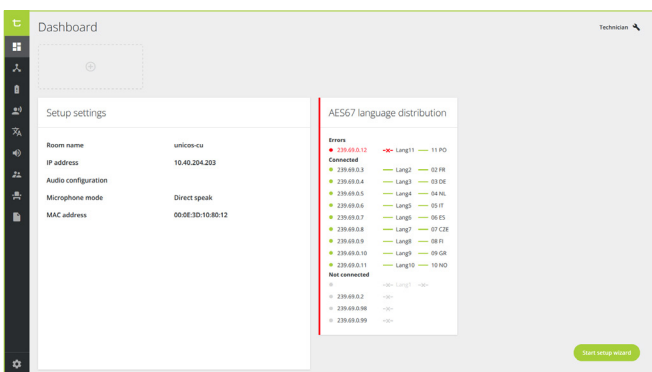 Dashboard
Technician
Setup settings
Room name unicos-cu
IP address 10.40.204.203
Audio configuration
Microphone mode Direct speak
MAC address 00:0E:3D:10:80:12
AES67 language distribution
Errors
239.69.0.12 Lang11 11 PO
Connected
239.69.0.3 Lang2 02 FR
239.69.0.4 Lang3 03 DE
239.69.0.5 Lang4 04 NL
239.69.0.6 Lang5 05 IT
239.69.0.7 Lang6 06 ES
239.69.0.8 Lang7 07 CZE
239.69.0.9 Lang8 08 FI
239.69.0.10 Lang9 09 GR
239.69.0.11 Lang10 10 NO
Not connected
Lang1
239.69.0.2
239.69.0.98
239.69.0.99
Start setup wizard